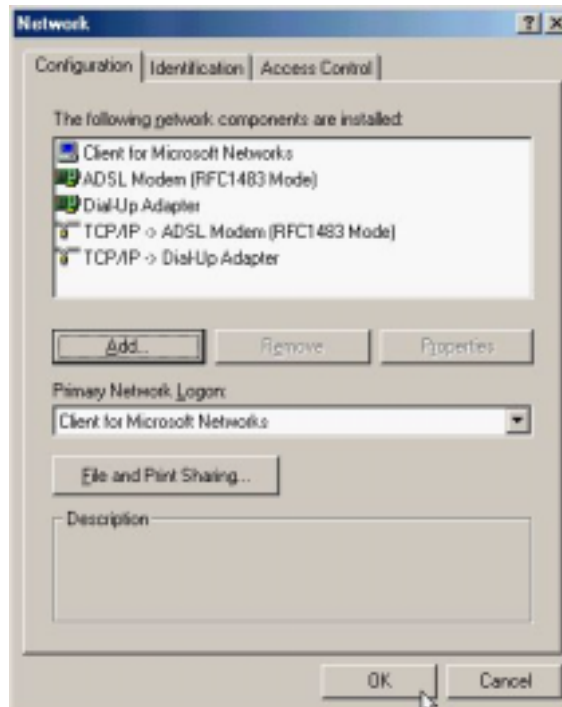 Network
Configuration Identification Access Control
The following network components are installed:
Client for Microsoft Networks
ADSL Modem (RFC1483 Mode)
Dial-Up Adapter
TCP/IP -> ADSL Modem (RFC1483 Mode)
TCP/IP -> Dial-Up Adapter
Add... Remove Properties
Primary Network Logon:
Client for Microsoft Networks
File and Print Sharing...
Description
OK Cancel